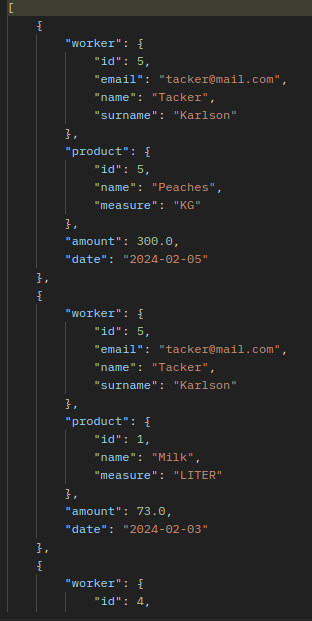 [
    {
        "worker": {
            "id": 5,
            "email": "tacker@mail.com",
            "name": "Tacker",
            "surname": "Karlson"
        },
        "product": {
            "id": 5,
            "name": "Peaches",
            "measure": "KG"
        },
        "amount": 300.0,
        "date": "2024-02-05"
    },
    {
        "worker": {
            "id": 5,
            "email": "tacker@mail.com",
            "name": "Tacker",
            "surname": "Karlson"
        },
        "product": {
            "id": 1,
            "name": "Milk",
            "measure": "LITER"
        },
        "amount": 73.0,
        "date": "2024-02-03"
    },
    {
        "worker": {
            "id": 4,